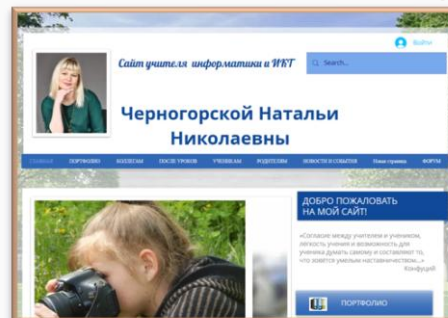 Войти
Сайт учителя информатики и ИКТ
Search...
Черногорской Натальи
Николаевны
ГЛАВНАЯ ПОРТФОЛИО КОЛЛЕГАМ ПОСЛЕ УРОКОВ УЧЕНИКАМ РОДИТЕЛЯМ НОВОСТИ И СОБЫТИЯ Новая страница ФОРУМ
ДОБРО ПОЖАЛОВАТЬ
НА МОЙ САЙТ!
«Согласие между учителем и учеником,
лёгкость учения и возможность для
ученика думать самому и составляют то,
что зовётся умелым наставничеством...»
Конфуций
ПОРТФОЛИО